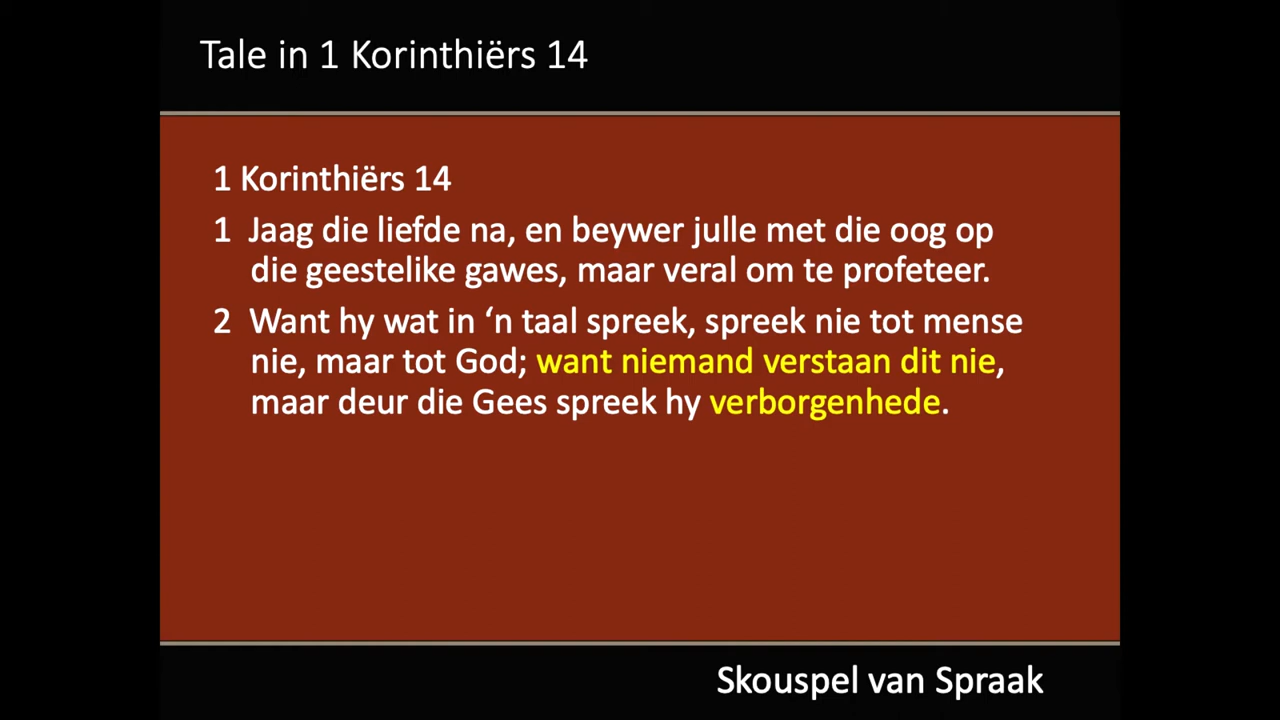 Tale in 1 Korinthiërs 14
1 Korinthiërs 14
1 Jaag die liefde na, en beywer julle met die oog op
die geestelike gawes, maar veral om te profeteer.
2 Want hy wat in ‘n taal spreek, spreek nie tot mense
nie, maar tot God; want niemand verstaan dit nie,
maar deur die Gees spreek hy verborgenhede.
Skouspel van Spraak